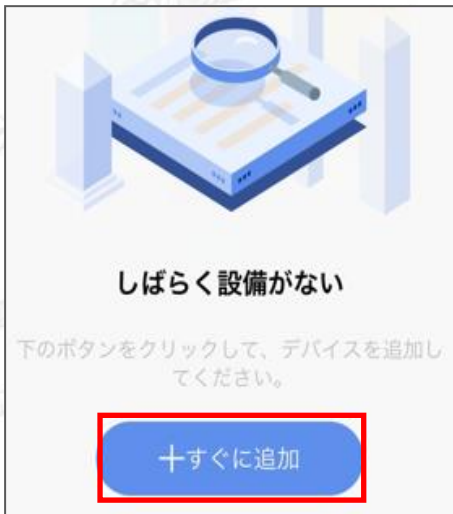 しばらく設備がない
下のボタンをクリックして、デバイスを追加し
てください。
＋すぐに追加